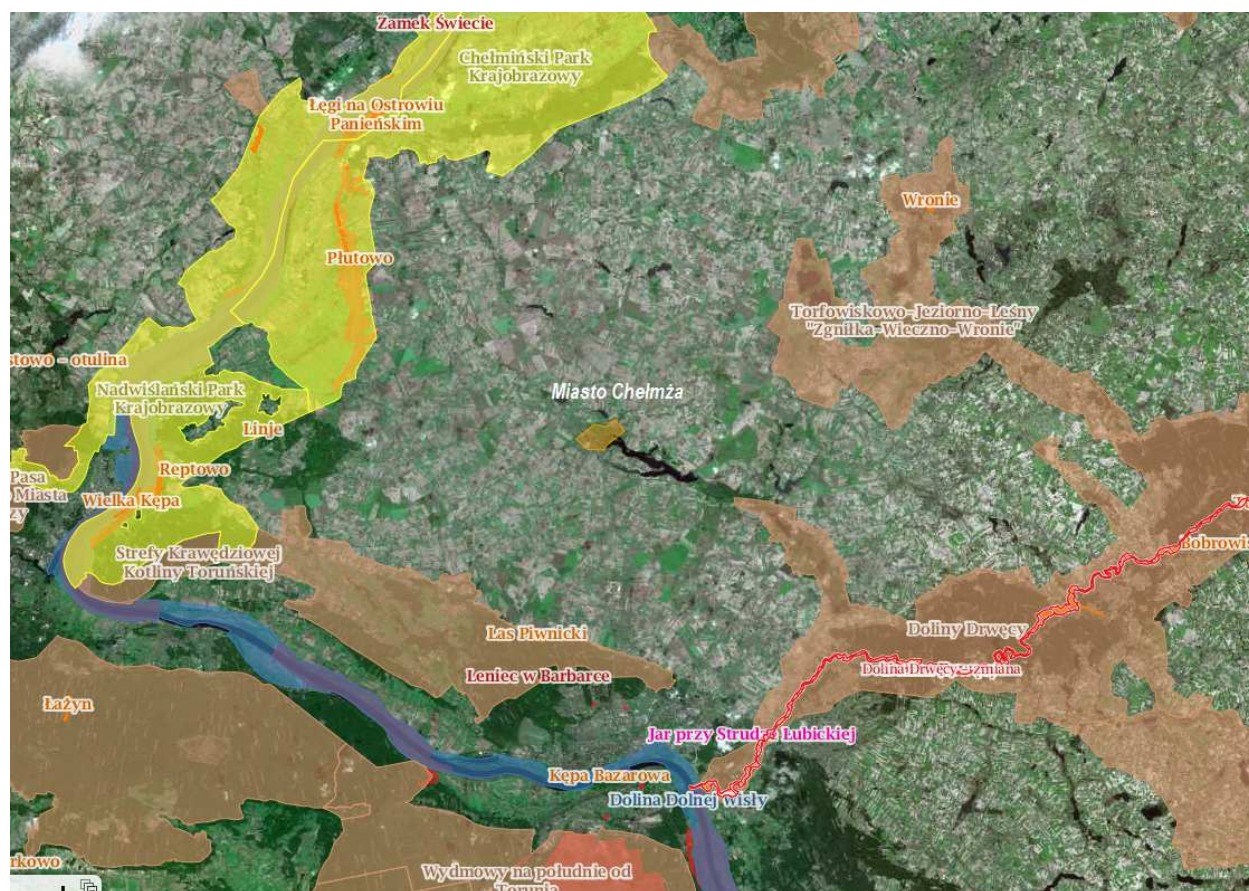 Zamek Świecie
Chełmiński Park
Krajobrazowy
Łęgi na Ostrowiu
Panieńskim
Wronie
Płutowo
Torfowiskowo-Jeziorno-Leśny
"Zgniłka-Wieczno-Wronie"
stowo - otulina
Nadwiślański Park
Krajobrazowy
Miasto Chełmża
Linje
Reptowo
Pasa
Miasta
Wielka Kępa
Strefy Krawędziowej
Kotliny Toruńskiej
Bobrowis
Las Piwnicki
Doliny Drwęcy
Leniec w Barbarce
Dolina Drwęcy-zmiana
Łażyn
Jar przy Strudze Lubickiej
Kępa Bazarowa
Dolina Dolnej wisły
rkowo
Wydmowy na południe od
Torunia